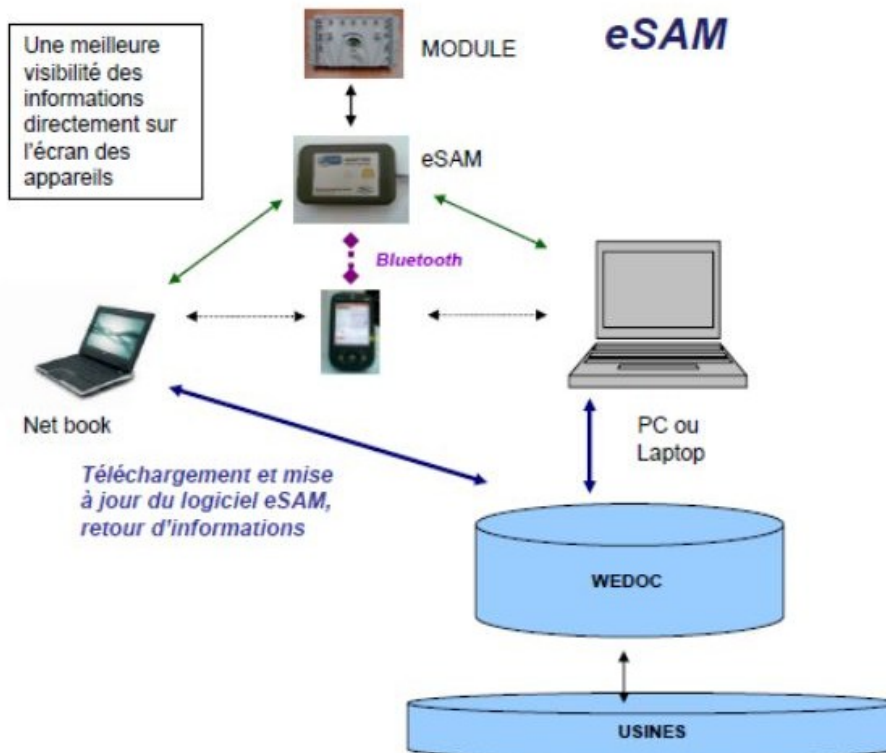 Une meilleure
visibilité des
informations
directement sur
l'écran des
appareils
MODULE
eSAM
eSAM
Bluetooth
Net book
PC ou
Laptop
Téléchargement et mise
à jour du logiciel eSAM,
retour d'informations
WEDOC
USINES